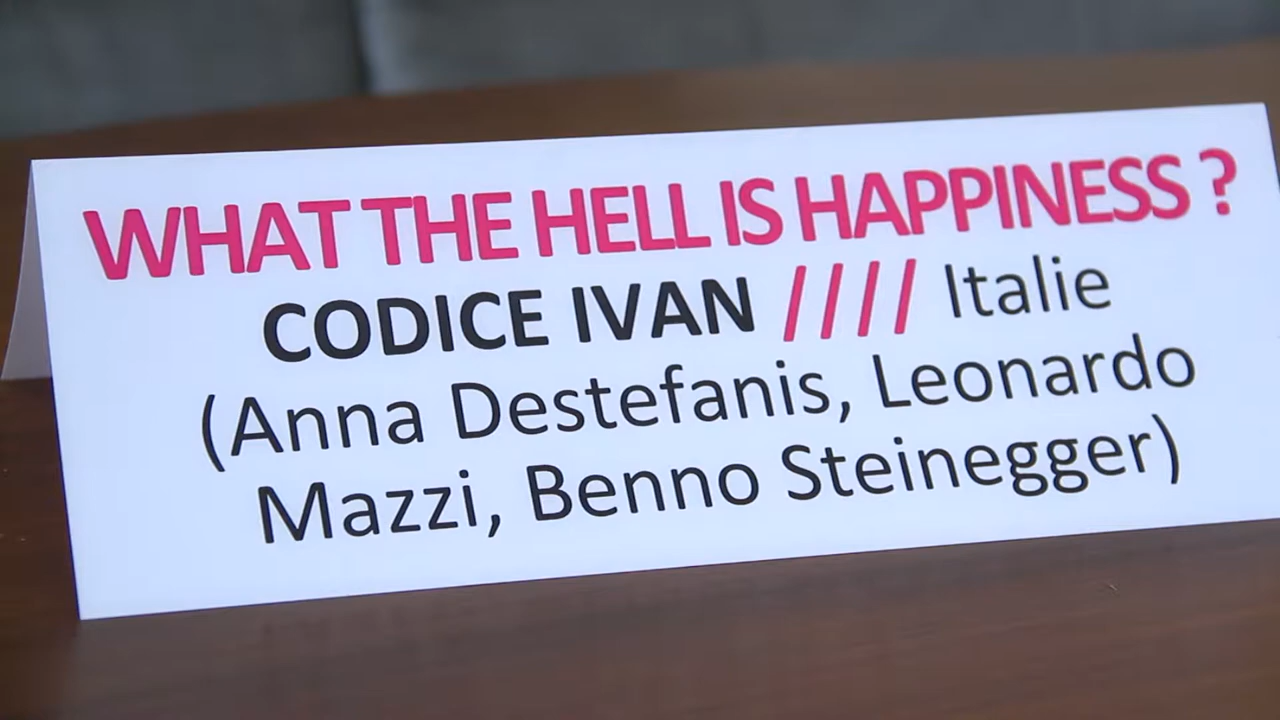 WHAT THE HELL IS HAPPINESS ?
CODICE IVAN //// Italie
(Anna Destefanis, Leonardo
Mazzi, Benno Steinegger)